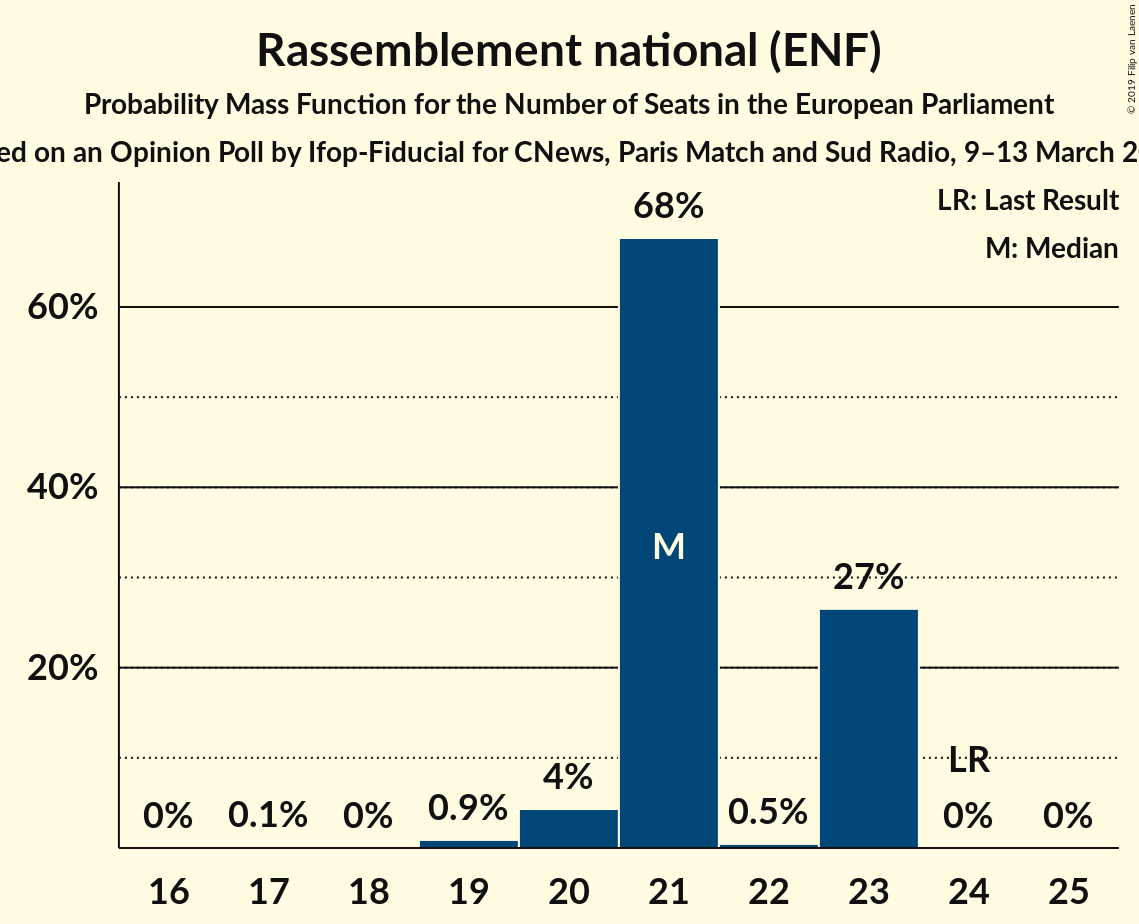 Rassemblement national (ENF)
Probability Mass Function for the Number of Seats in the European Parliament
ed on an Opinion Poll by Ifop-Fiducial for CNews, Paris Match and Sud Radio, 9–13 March 2
© 2019 Filip van Laenen
LR: Last Result
M: Median
68%
60%
40%
M
27%
20%
LR
4%
0%
0.1%
0%
0.9%
0.5%
0%
0%
16 17 18 19 20 21 22 23 24 25